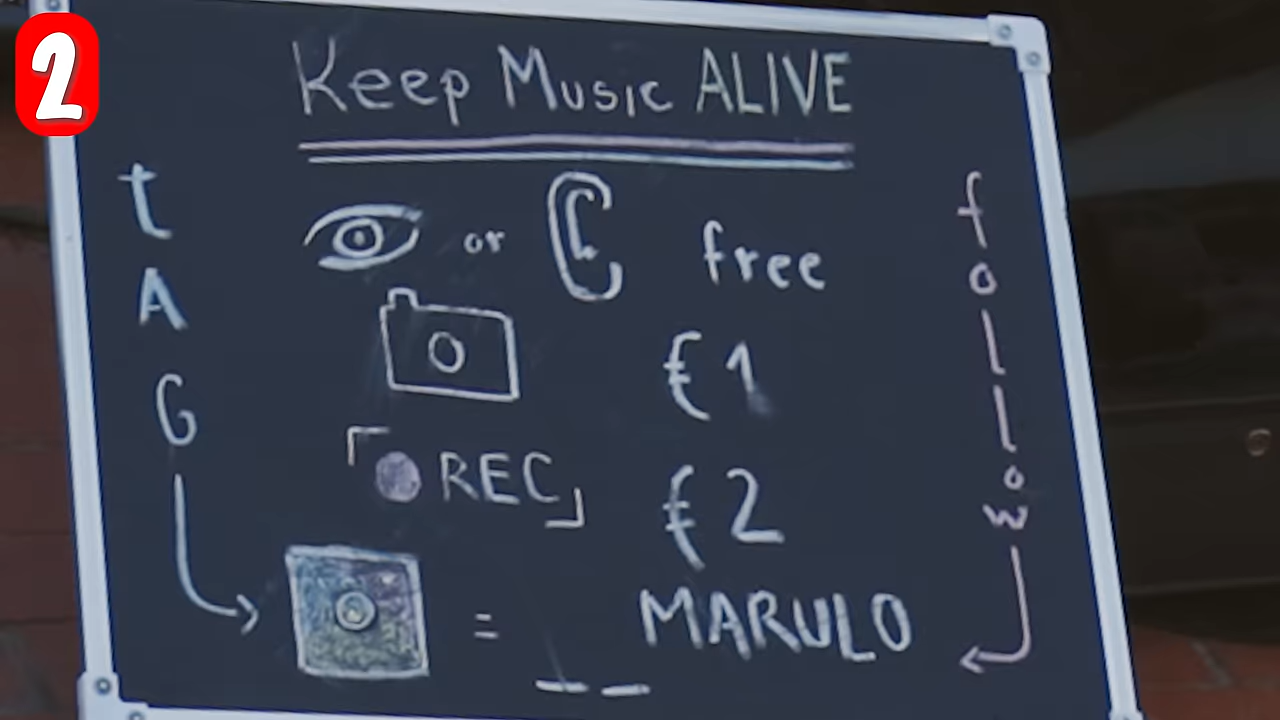 2
Keep Music ALIVE
tAG
or free
€1
REC €2
= _ _ MARULO
follow